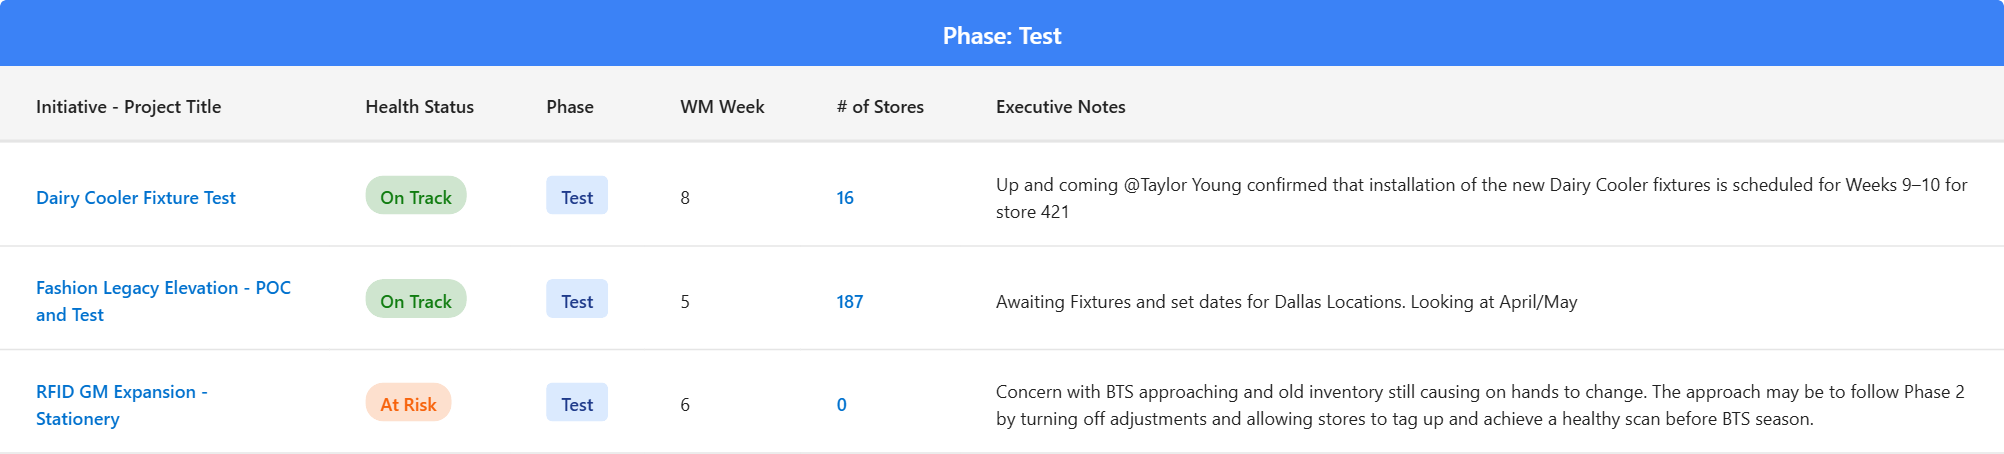 Phase: Test
Initiative - Project Title Health Status Phase WM Week # of Stores Executive Notes
Dairy Cooler Fixture Test On Track Test 8 16 Up and coming @Taylor Young confirmed that installation of the new Dairy Cooler fixtures is scheduled for Weeks 9–10 for
store 421
Fashion Legacy Elevation - POC
and Test On Track Test 5 187 Awaiting Fixtures and set dates for Dallas Locations. Looking at April/May
RFID GM Expansion -
Stationery At Risk Test 6 0 Concern with BTS approaching and old inventory still causing on hands to change. The approach may be to follow Phase 2
by turning off adjustments and allowing stores to tag up and achieve a healthy scan before BTS season.